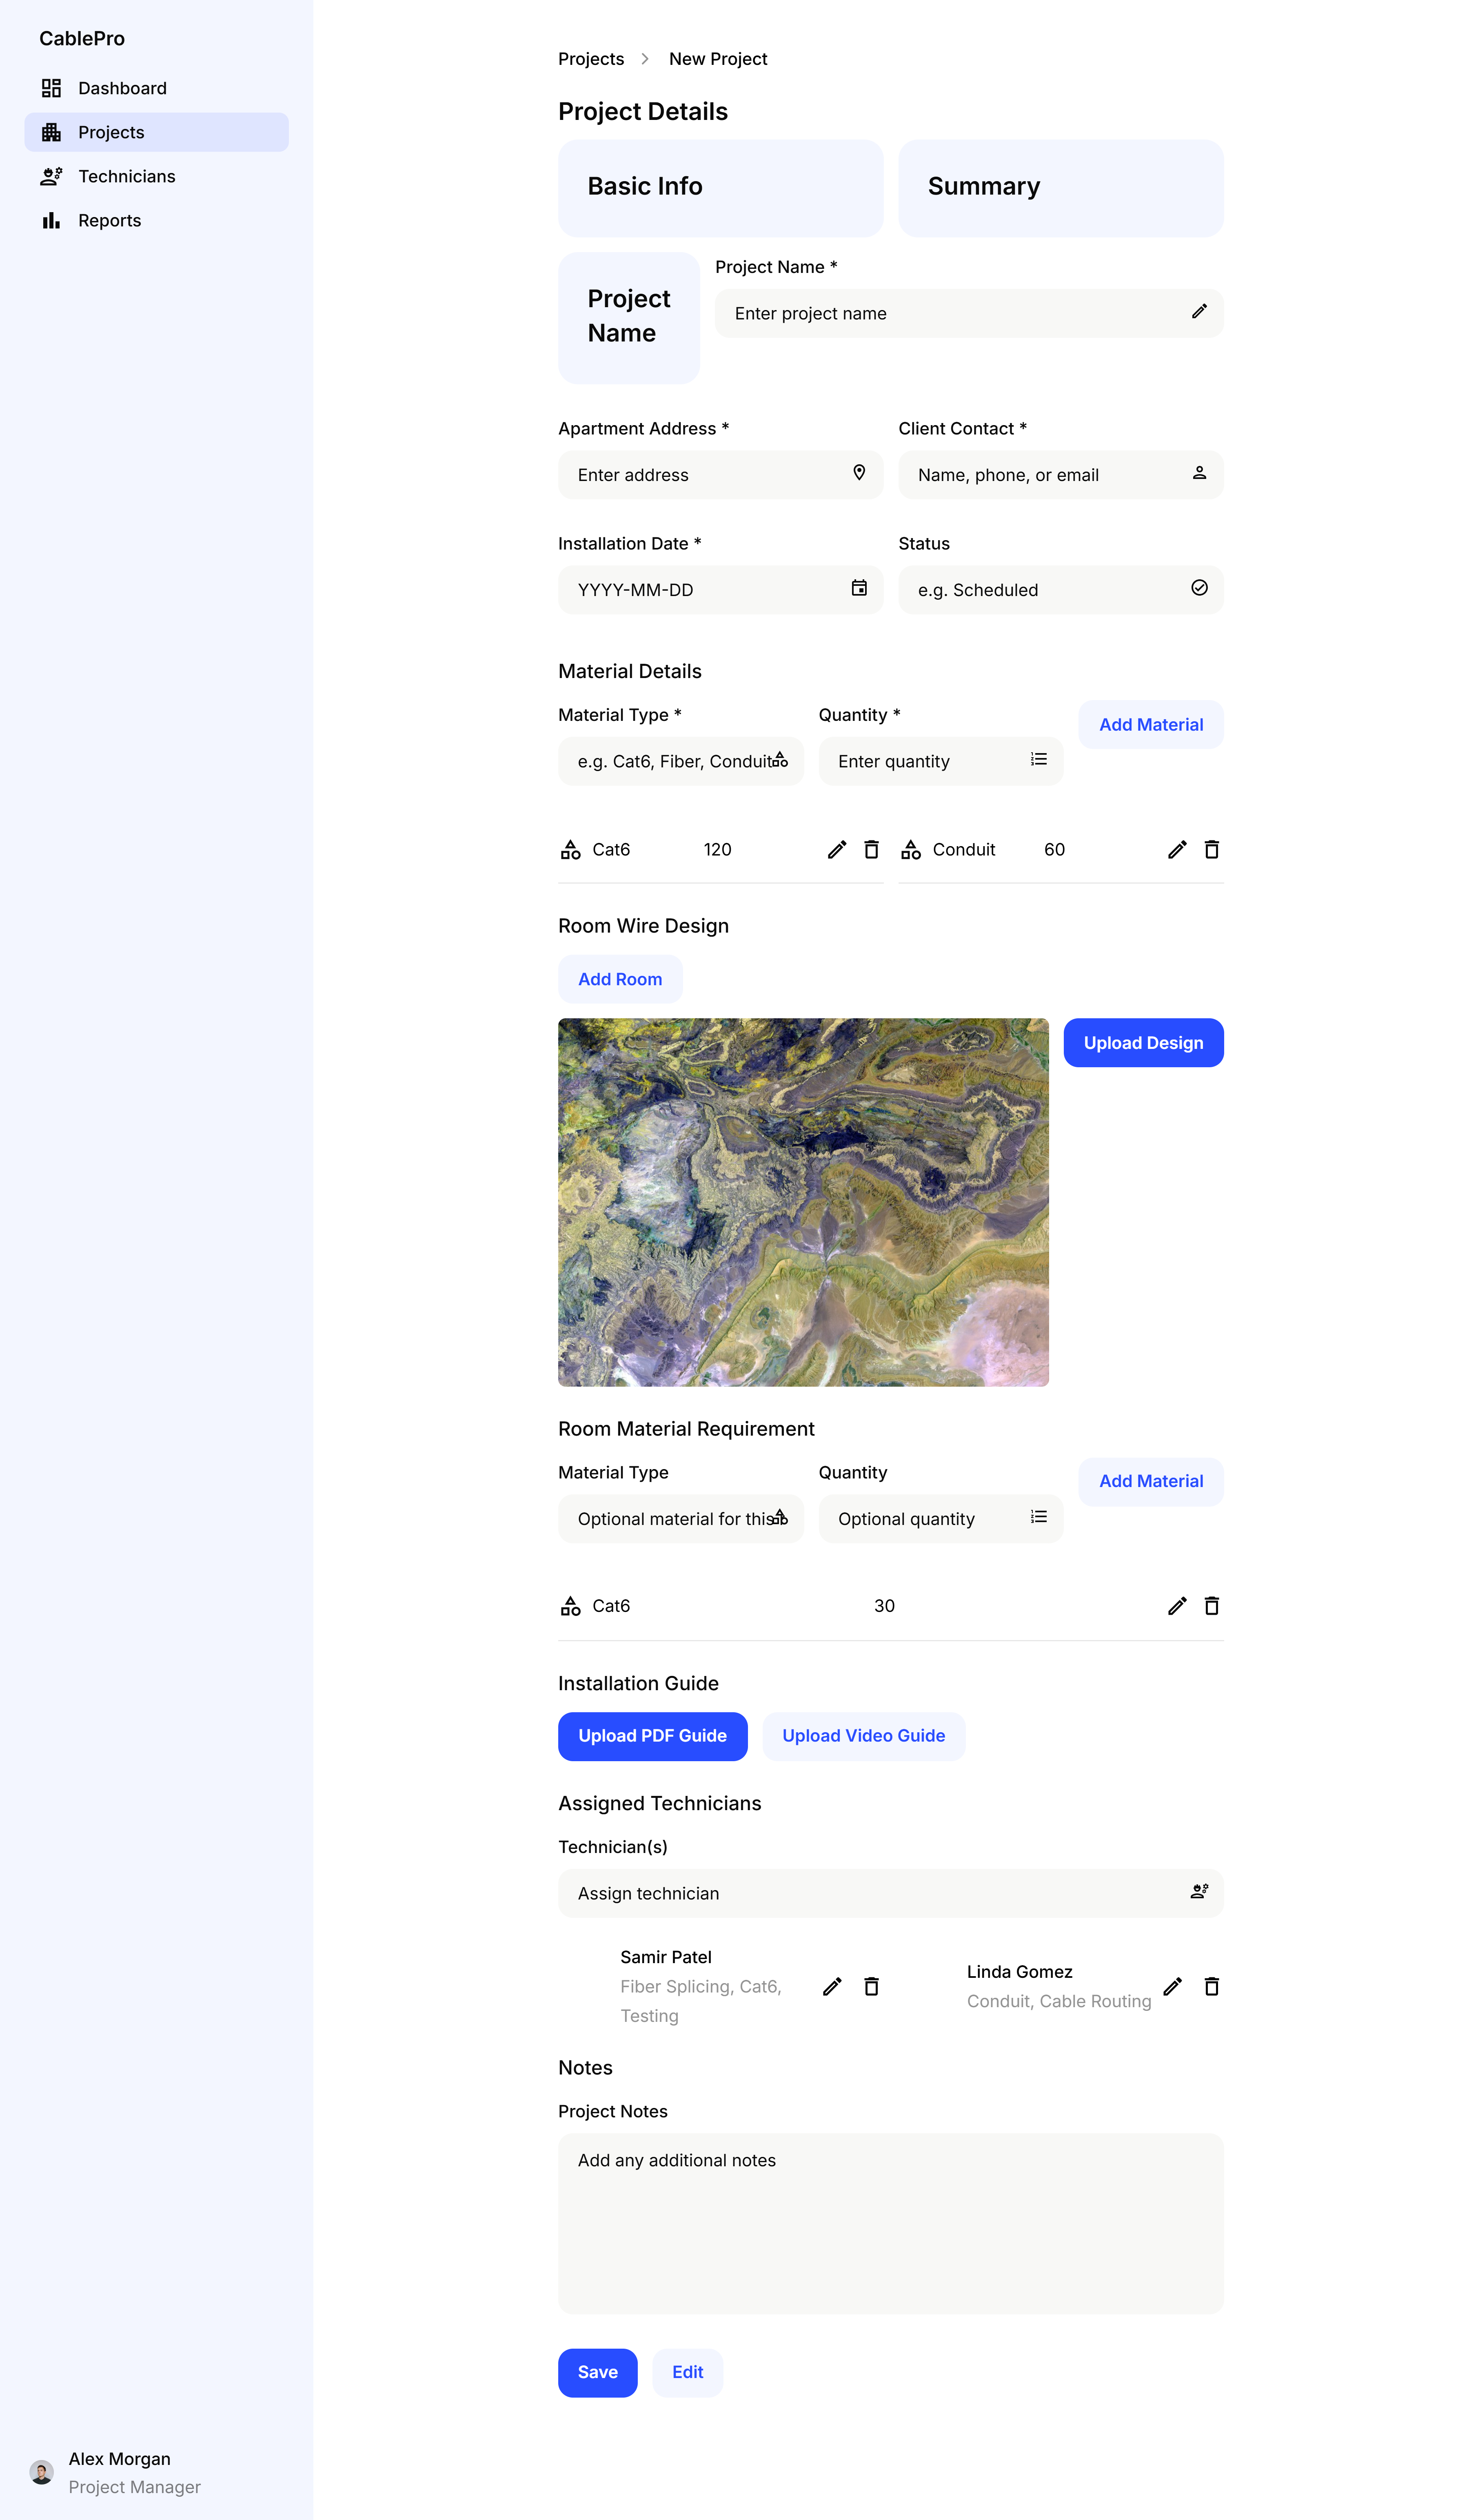 CablePro
Dashboard
Projects
Technicians
Reports
Alex Morgan
Project Manager
Projects > New Project
Project Details
Basic Info
Summary
Project
Name
Project Name *
Enter project name
Apartment Address *
Enter address
Client Contact *
Name, phone, or email
Installation Date *
YYYY-MM-DD
Status
e.g. Scheduled
Material Details
Material Type *
e.g. Cat6, Fiber, Conduit
Quantity *
Enter quantity
Add Material
Cat6 120
Conduit 60
Room Wire Design
Add Room
Upload Design
Room Material Requirement
Material Type
Optional material for this
Quantity
Optional quantity
Add Material
Cat6 30
Installation Guide
Upload PDF Guide
Upload Video Guide
Assigned Technicians
Technician(s)
Assign technician
Samir Patel
Fiber Splicing, Cat6,
Testing
Linda Gomez
Conduit, Cable Routing
Notes
Project Notes
Add any additional notes
Save
Edit